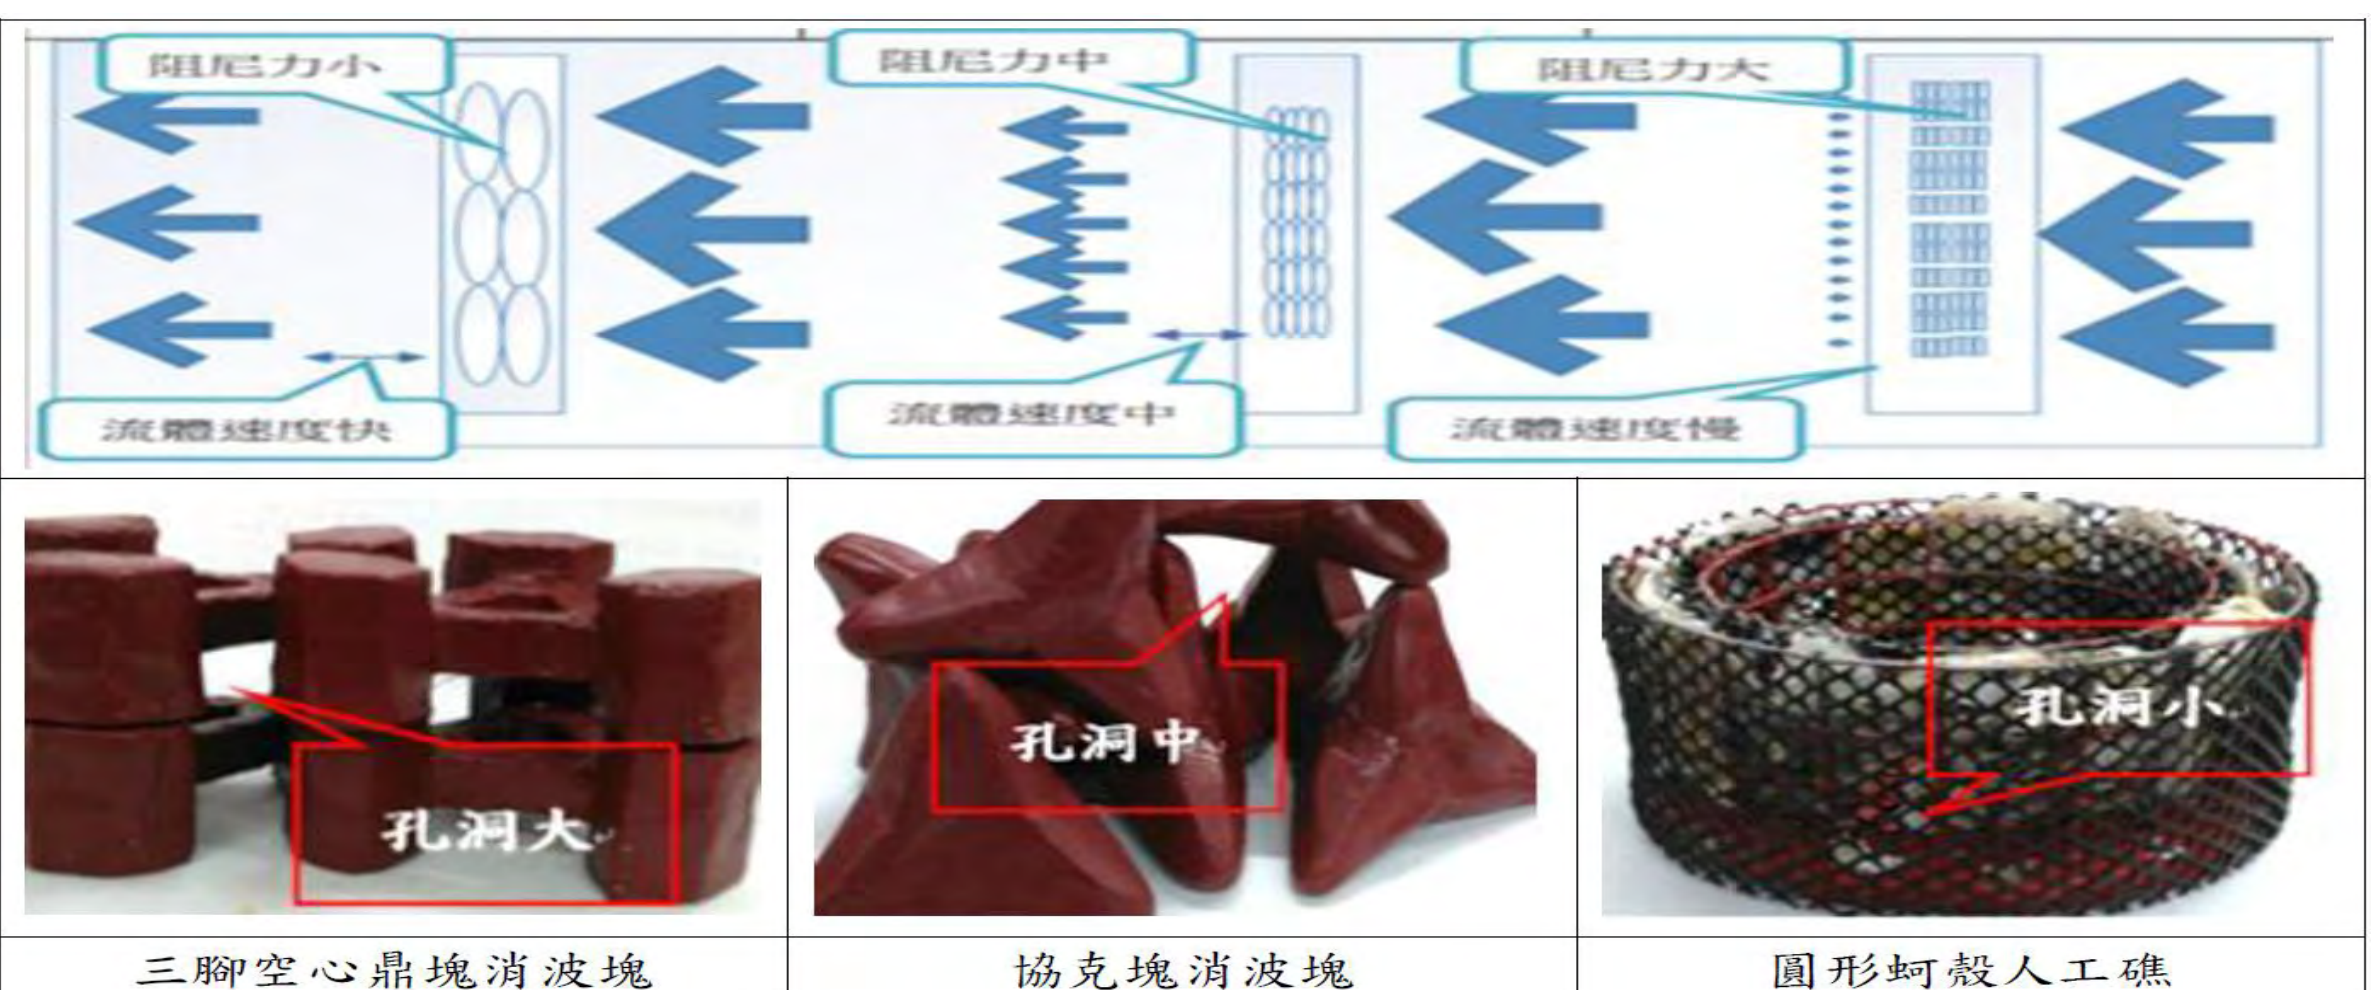 阻尼力小
阻尼力中
阻尼力大
流體速度快
流體速度中
流體速度慢
孔洞大
孔洞中
孔洞小
三腳空心鼎塊消波塊
協克塊消波塊
圓形蚵殼人工礁